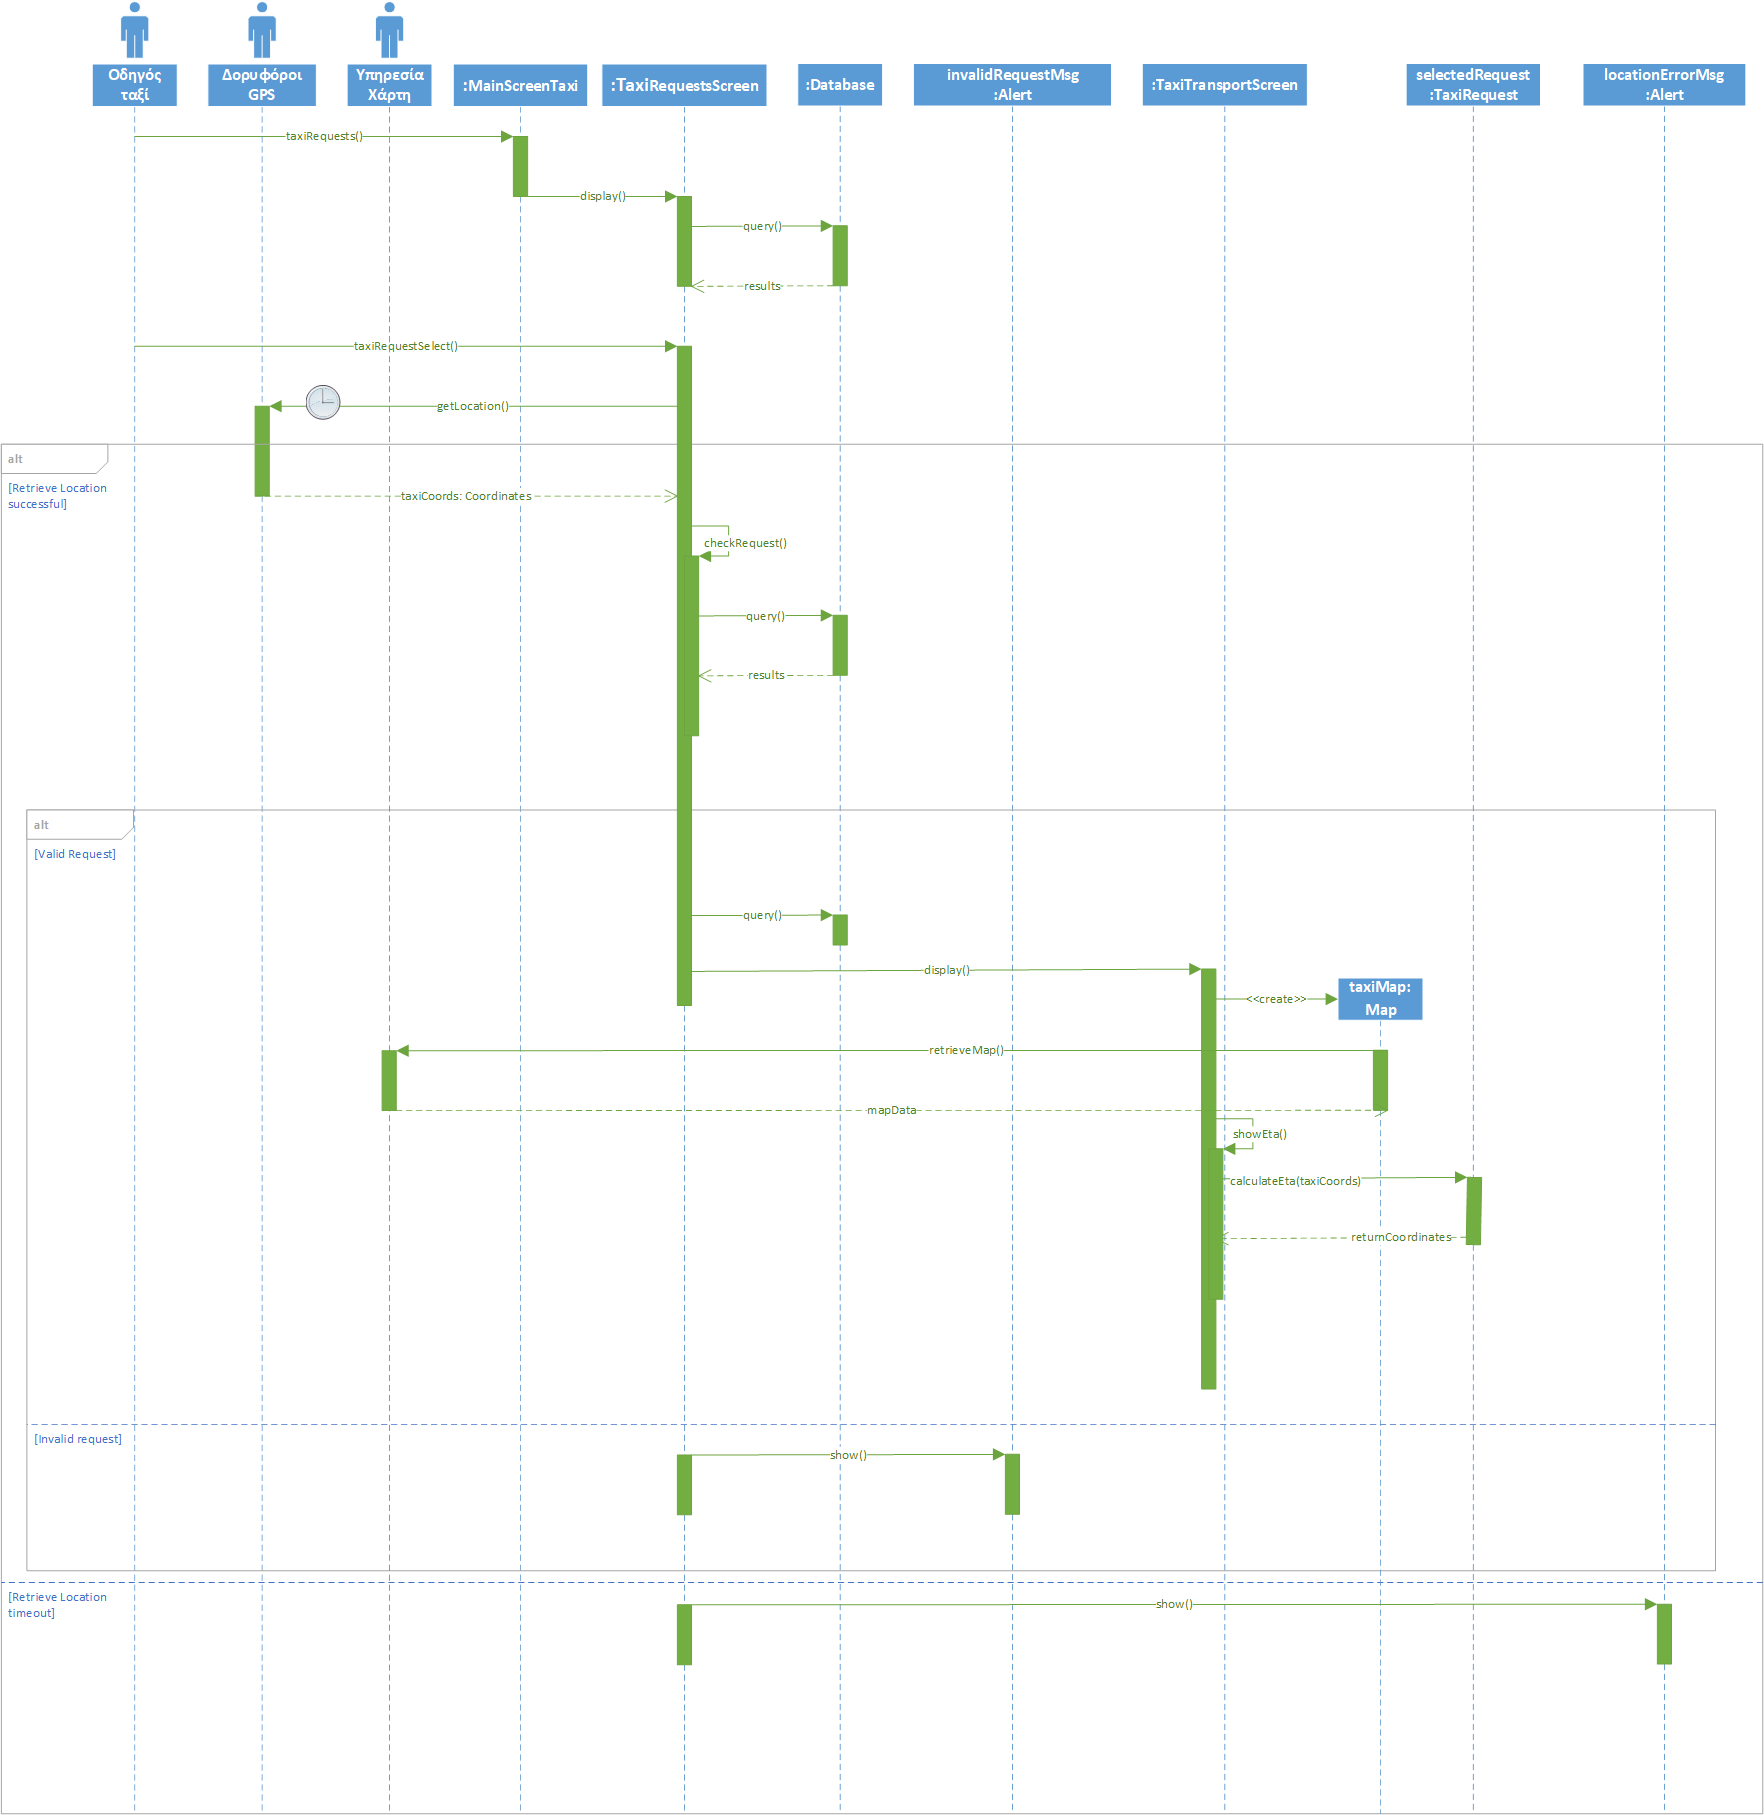 Οδηγός
ταξί
Δορυφόροι
GPS
Υπηρεσία
Χάρτη
:MainScreenTaxi
:TaxiRequestsScreen
:Database
invalidRequestMsg
:Alert
:TaxiTransportScreen
selectedRequest
:TaxiRequest
locationErrorMsg
:Alert
taxiRequests()
display()
query()
results
taxiRequestSelect()
getLocation()
alt
[Retrieve Location
successful]
taxiCoords: Coordinates
checkRequest()
query()
results
alt
[Valid Request]
query()
display()
<<create>>
taxiMap:
Map
retrieveMap()
mapData
showEta()
calculateEta(taxiCoords)
returnCoordinates
[Invalid request]
show()
[Retrieve Location
timeout]
show()